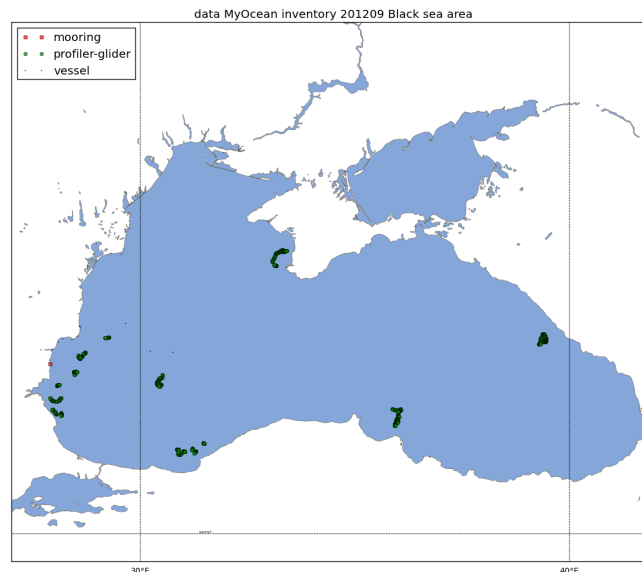 data MyOcean inventory 201209 Black sea area
mooring
profiler-glider
vessel
30°E
40°E